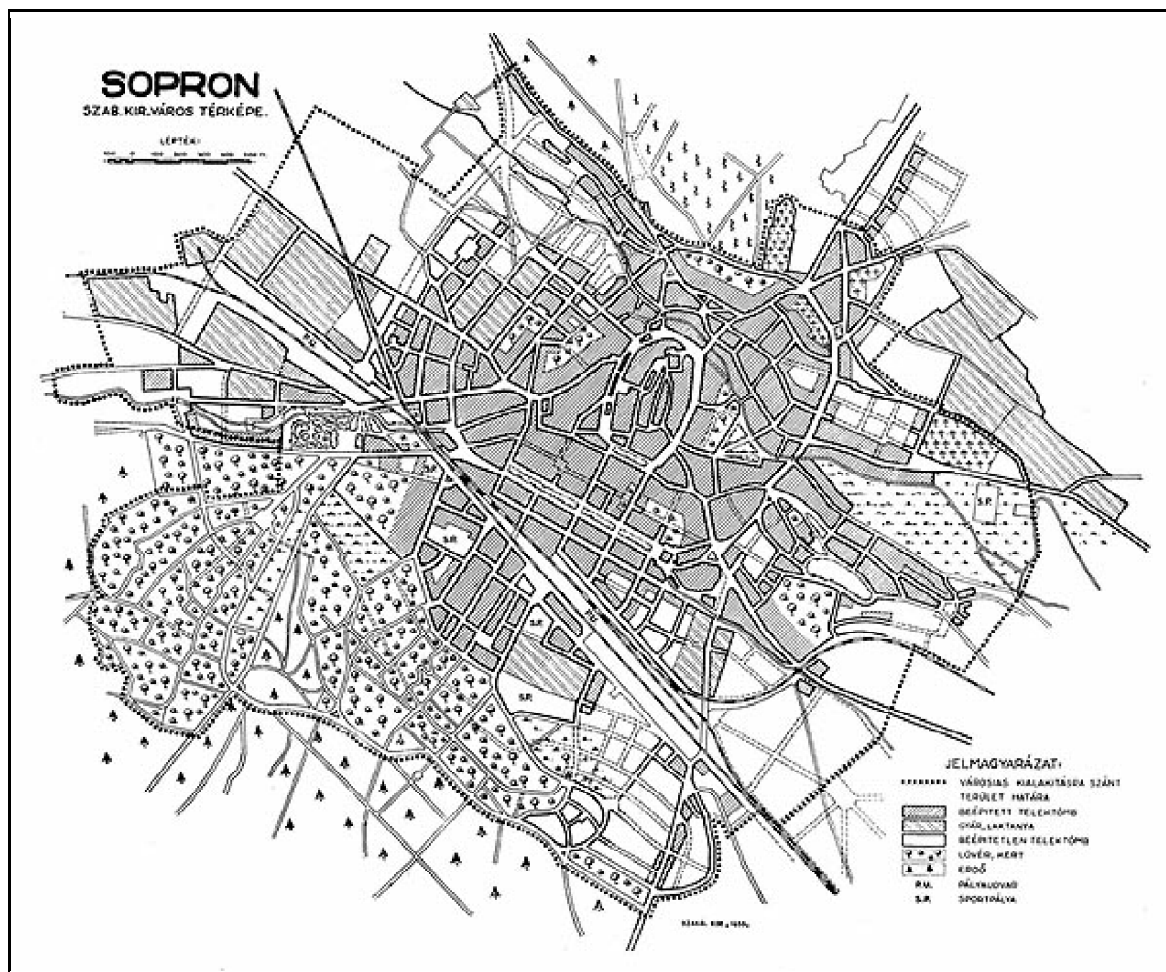 SOPRON
SZAB. KIR. VÁROS TÉRKÉPE.
LÉPTÉK:
P.U.
S.P.
S.P.
S.P.
S.P.
S.P.
P.U.
JELMAGYARÁZAT:
VÁROSIAS KIALAKÍTÁSRA SZÁNT
TERÜLET HATÁRA
BEÉPÍTETT TELEKTÖMB
GYÁR, LAKTANYA
BEÉPÍTETLEN TELEKTÖMB
LŐVÉR, KERT
ERDŐ
P.U. PÁLYAUDVAR
S.P. SPORTPÁLYA